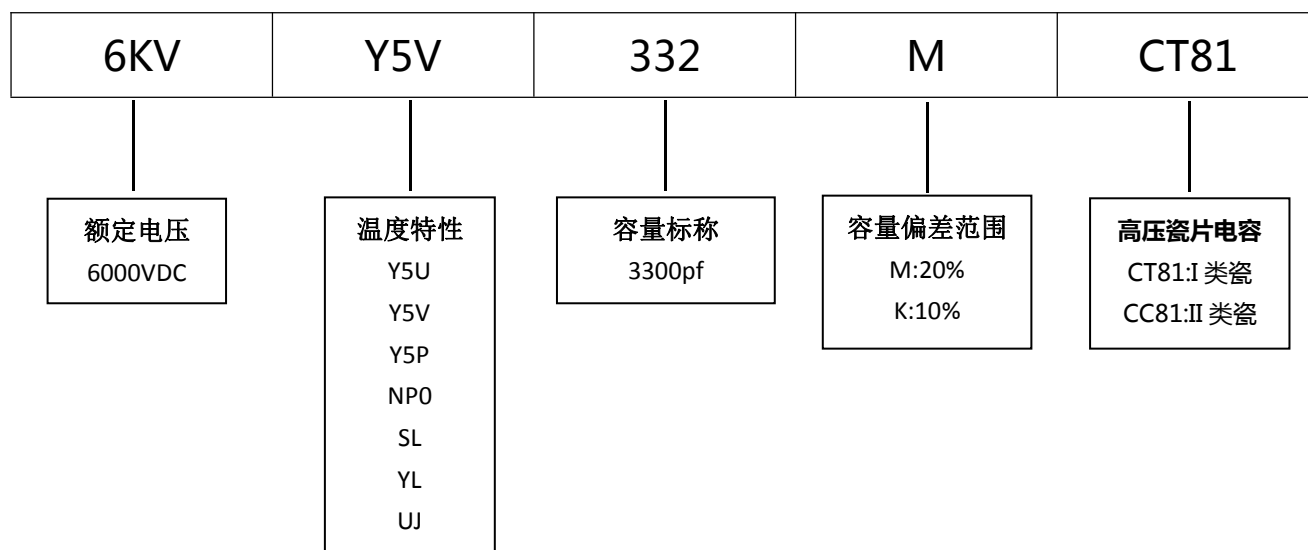 6KV Y5V 332 M CT81
额定电压
6000VDC
温度特性
Y5U
Y5V
Y5P
NP0
SL
YL
UJ
容量标称
3300pf
容量偏差范围
M:20%
K:10%
高压瓷片电容
CT81:I 类瓷
CC81:II 类瓷